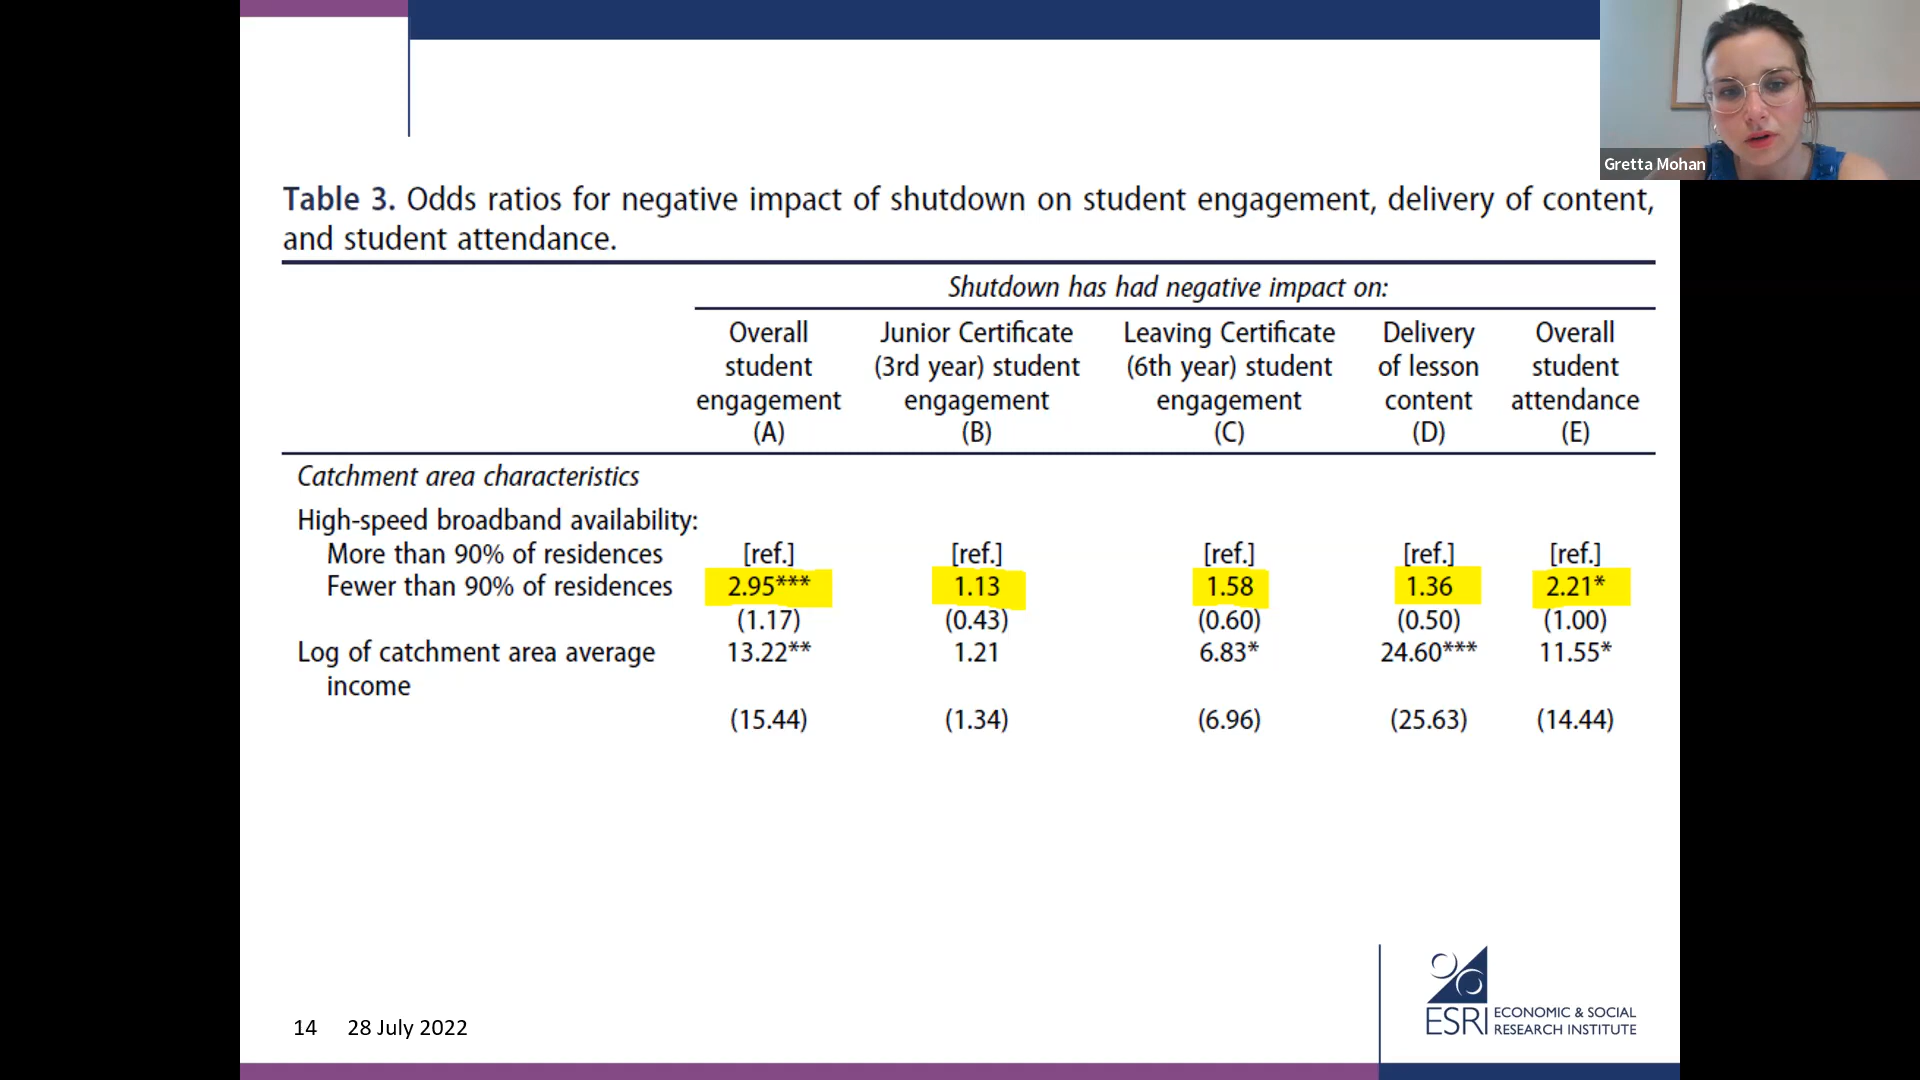 Gretta Mohan
Table 3. Odds ratios for negative impact of shutdown on student engagement, delivery of content,
and student attendance.
Shutdown has had negative impact on:
Overall Junior Certificate Leaving Certificate Delivery Overall
student (3rd year) student (6th year) student of lesson student
engagement engagement engagement content attendance
(A) (B) (C) (D) (E)
Catchment area characteristics
High-speed broadband availability:
More than 90% of residences [ref.] [ref.] [ref.] [ref.] [ref.]
Fewer than 90% of residences 2.95*** 1.13 1.58 1.36 2.21*
(1.17) (0.43) (0.60) (0.50) (1.00)
Log of catchment area average 13.22** 1.21 6.83* 24.60*** 11.55*
income
(15.44) (1.34) (6.96) (25.63) (14.44)
ESRI ECONOMIC & SOCIAL
RESEARCH INSTITUTE
14 28 July 2022